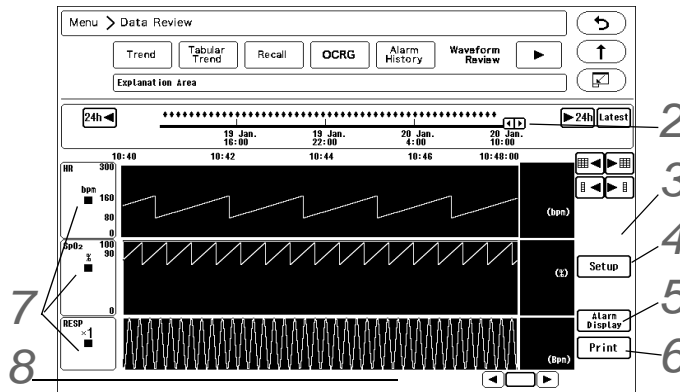 Menu > Data Review
Trend
Tabular
Trend
Recall
OCRG
Alarm
History
Waveform
Review
Explanation Area
24h
24h
Latest
2
19 Jan.
16:00
19 Jan.
22:00
20 Jan.
4:00
20 Jan.
10:00
10:40
10:42
10:44
10:46
10:48:00
3
HR
300
bpm
160
80
0
(bpm)
4
SpO₂
100
%
90
0
(%)
Setup
5
Alarm
Display
7
RESP
×1
(Bpm)
Print
6
8